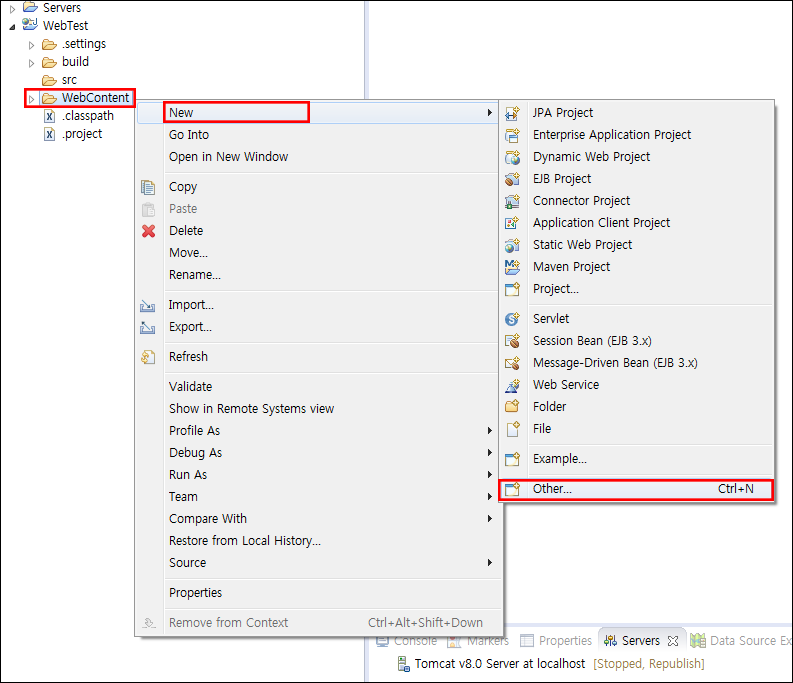 Servers
WebTest
.settings
build
src
WebContent
.classpath
.project
New
Go Into
Open in New Window
Copy
Paste
Delete
Move...
Rename...
Import...
Export...
Refresh
Validate
Show in Remote Systems view
Profile As
Debug As
Run As
Team
Compare With
Restore from Local History...
Source
Properties
Remove from Context Ctrl+Alt+Shift+Down
JPA Project
Enterprise Application Project
Dynamic Web Project
EJB Project
Connector Project
Application Client Project
Static Web Project
Maven Project
Project...
Servlet
Session Bean (EJB 3.x)
Message-Driven Bean (EJB 3.x)
Web Service
Folder
File
Example...
Other... Ctrl+N
Console Markers Properties Servers Data Source Ex
Tomcat v8.0 Server at localhost [Stopped, Republish]